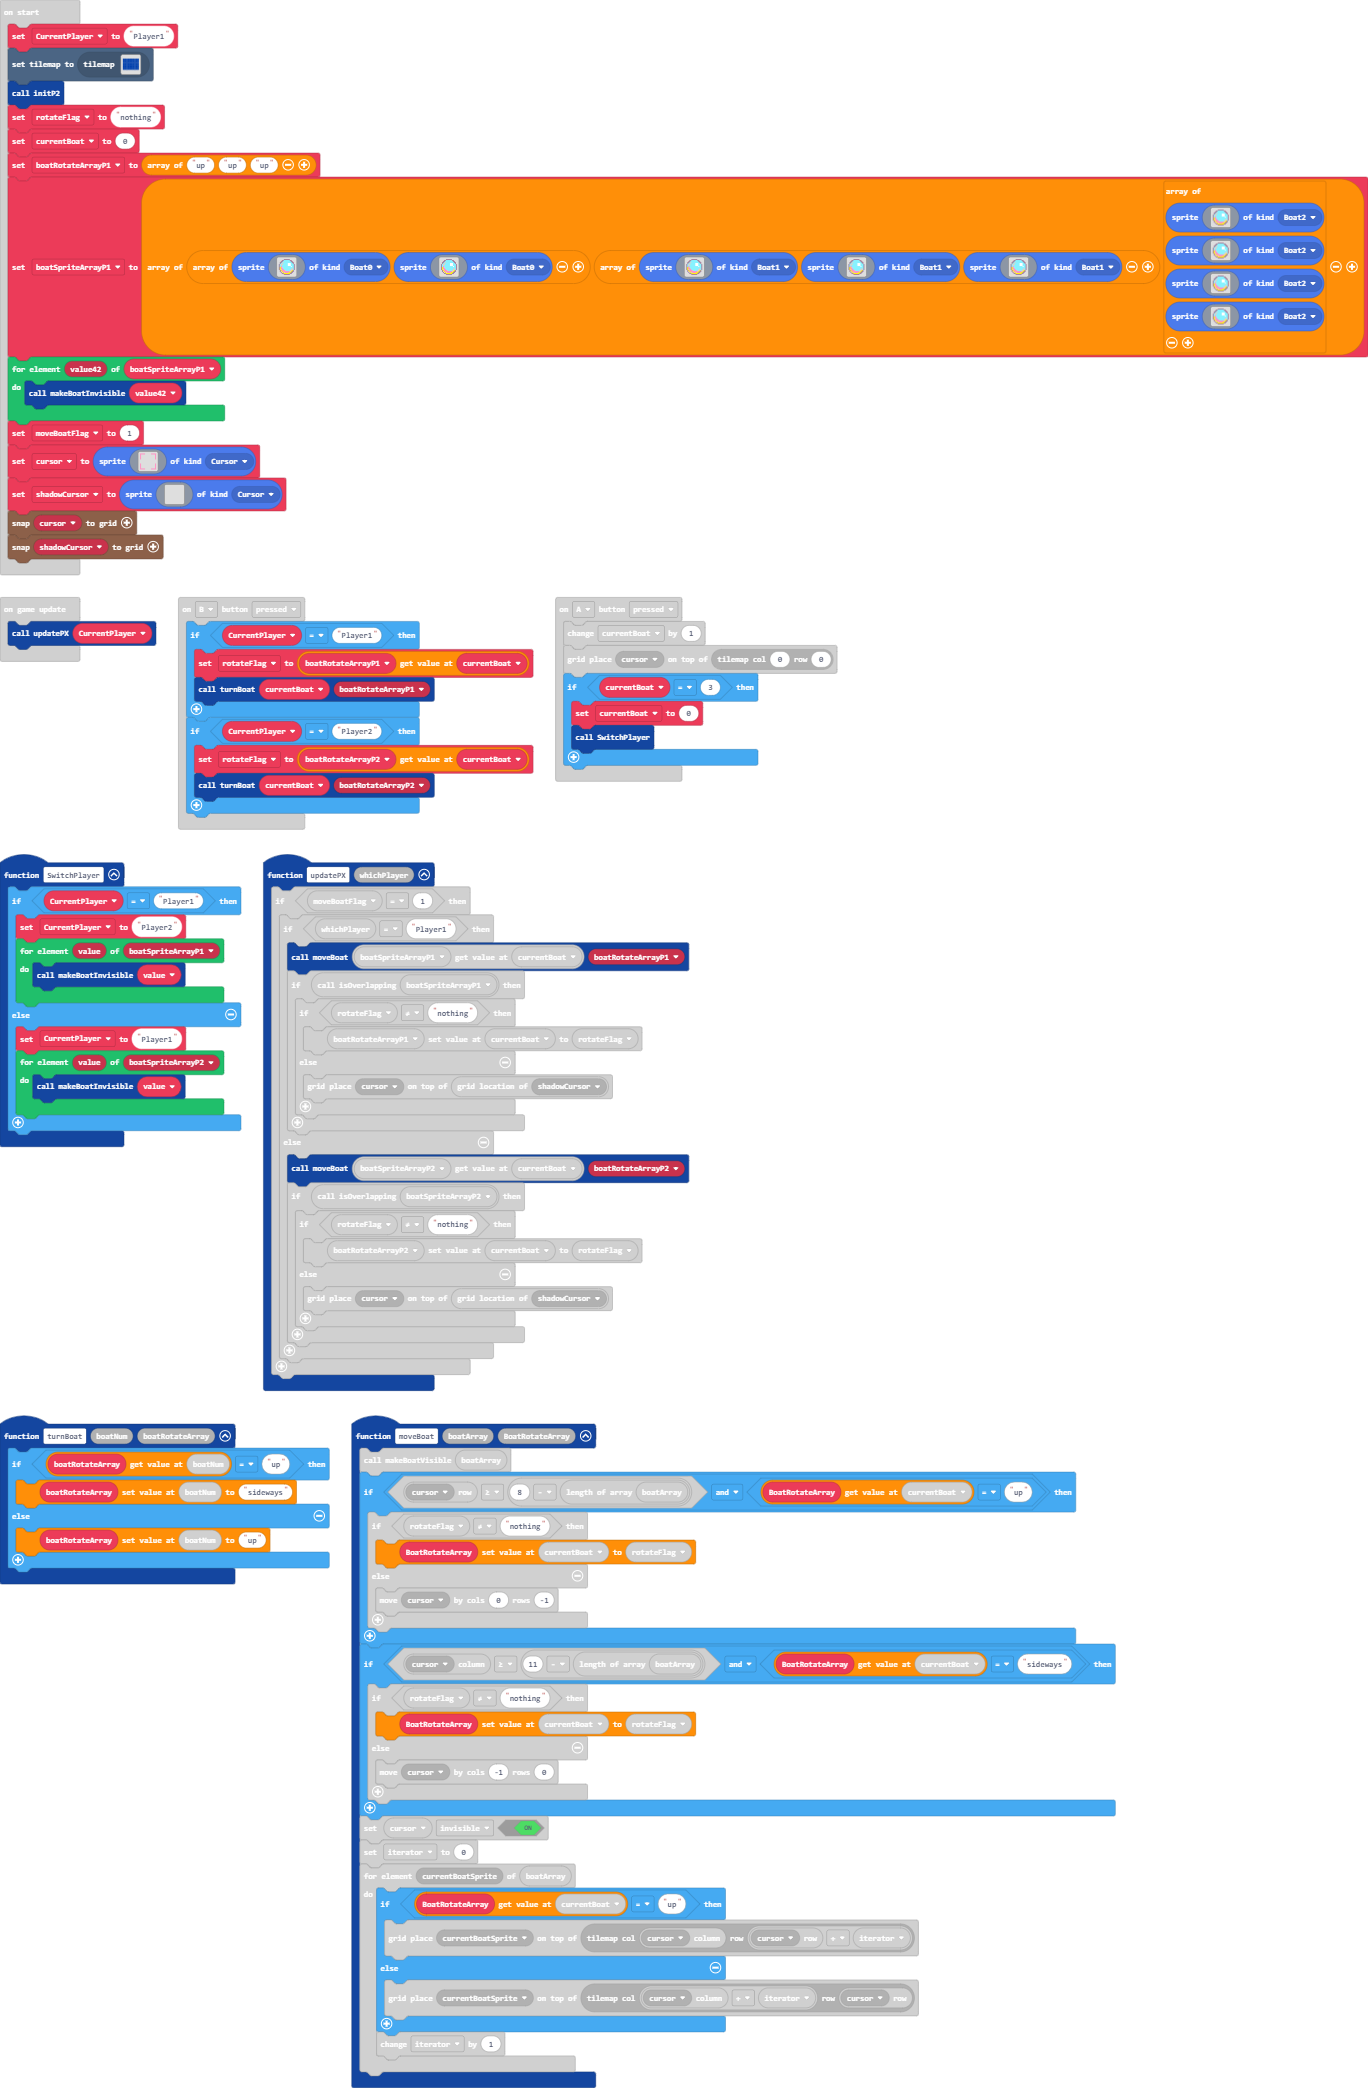 on start
set CurrentPlayer to "Player1"
set tilemap to tilemap
call initP2
set rotateFlag to "nothing"
set currentBoat to 0
set boatRotateArrayP1 to array of "up" "up" "up"
array of
sprite of kind Boat2
sprite of kind Boat2
set boatSpriteArrayP1 to array of array of sprite of kind Boat0 sprite of kind Boat0 array of sprite of kind Boat1 sprite of kind Boat1 sprite of kind Boat1
sprite of kind Boat2
sprite of kind Boat2
for element value42 of boatSpriteArrayP1
do call makeBoatInvisible value42
set moveBoatFlag to 1
set cursor to sprite of kind Cursor
set shadowCursor to sprite of kind Cursor
snap cursor to grid
snap shadowCursor to grid
on game update
call updatePX CurrentPlayer
on B button pressed
if CurrentPlayer = "Player1" then
set rotateFlag to boatRotateArrayP1 get value at currentBoat
call turnBoat currentBoat boatRotateArrayP1
if CurrentPlayer = "Player2" then
set rotateFlag to boatRotateArrayP2 get value at currentBoat
call turnBoat currentBoat boatRotateArrayP2
on A button pressed
change currentBoat by 1
grid place cursor on top of tilemap col 0 row 0
if currentBoat = 3 then
set currentBoat to 0
call SwitchPlayer
function SwitchPlayer
if CurrentPlayer = "Player1" then
set CurrentPlayer to "Player2"
for element value of boatSpriteArrayP1
do call makeBoatInvisible value
else
set CurrentPlayer to "Player1"
for element value of boatSpriteArrayP2
do call makeBoatInvisible value
function updatePX whichPlayer
if moveBoatFlag = 1 then
if whichPlayer = "Player1" then
call moveBoat boatSpriteArrayP1 get value at currentBoat boatRotateArrayP1
if call isOverlapping boatSpriteArrayP1 then
if rotateFlag ≠ "nothing" then
boatRotateArrayP1 set value at currentBoat to rotateFlag
else
grid place cursor on top of grid location of shadowCursor
else
call moveBoat boatSpriteArrayP2 get value at currentBoat boatRotateArrayP2
if call isOverlapping boatSpriteArrayP2 then
if rotateFlag ≠ "nothing" then
boatRotateArrayP2 set value at currentBoat to rotateFlag
else
grid place cursor on top of grid location of shadowCursor
function turnBoat boatNum boatRotateArray
if boatRotateArray get value at boatNum = "up" then
boatRotateArray set value at boatNum to "sideways"
else
boatRotateArray set value at boatNum to "up"
function moveBoat boatArray BoatRotateArray
call makeBoatVisible boatArray
if cursor row ≥ 8 - length of array boatArray and BoatRotateArray get value at currentBoat = "up" then
if rotateFlag ≠ "nothing" then
BoatRotateArray set value at currentBoat to rotateFlag
else
move cursor by cols 0 rows -1
if cursor column ≥ 11 - length of array boatArray and BoatRotateArray get value at currentBoat = "sideways" then
if rotateFlag ≠ "nothing" then
BoatRotateArray set value at currentBoat to rotateFlag
else
move cursor by cols -1 rows 0
set cursor invisible ON
set iterator to 0
for element currentBoatSprite of boatArray
do
if BoatRotateArray get value at currentBoat = "up" then
grid place currentBoatSprite on top of tilemap col cursor column row cursor row + iterator
else
grid place currentBoatSprite on top of tilemap col cursor column + iterator row cursor row
change iterator by 1